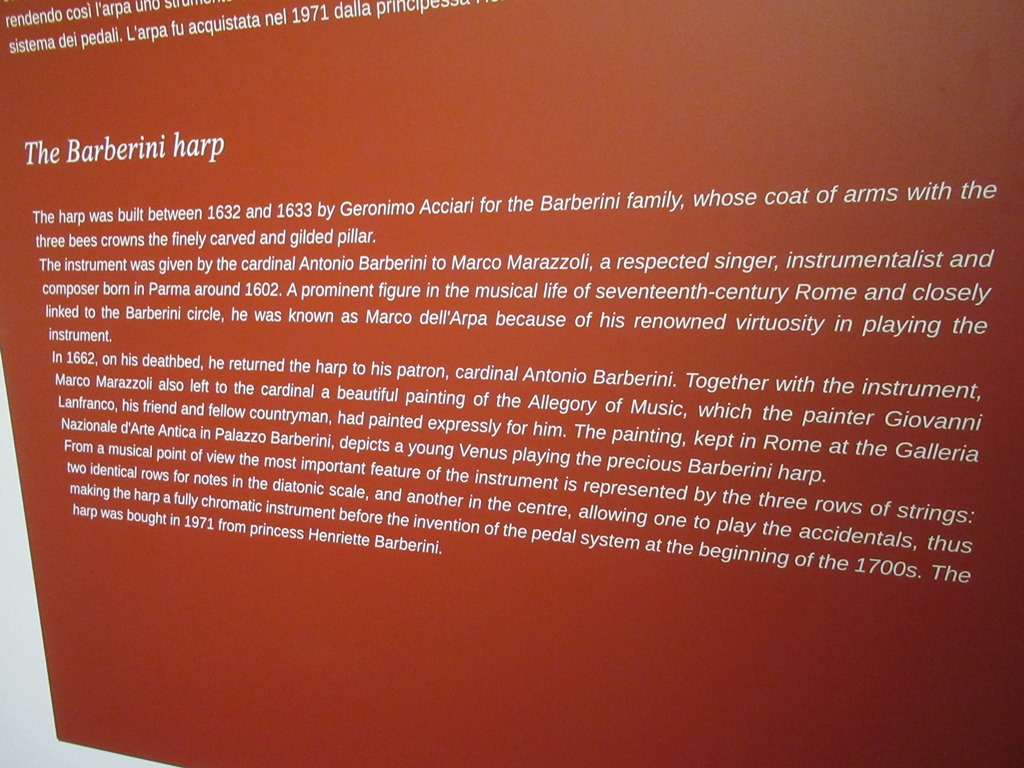 rendendo così l'arpa uno
sistema dei pedali. L'arpa fu acquistata nel 1971 dalla principessa
The Barberini harp
The harp was built between 1632 and 1633 by Geronimo Acciari for the Barberini family, whose coat of arms with the
three bees crowns the finely carved and gilded pillar.
The instrument was given by the cardinal Antonio Barberini to Marco Marazzoli, a respected singer, instrumentalist and
composer born in Parma around 1602. A prominent figure in the musical life of seventeenth-century Rome and closely
linked to the Barberini circle, he was known as Marco dell'Arpa because of his renowned virtuosity in playing the
instrument.
In 1662, on his deathbed, he returned the harp to his patron, cardinal Antonio Barberini. Together with the instrument,
Marco Marazzoli also left to the cardinal a beautiful painting of the Allegory of Music, which the painter Giovanni
Lanfranco, his friend and fellow countryman, had painted expressly for him. The painting, kept in Rome at the Galleria
Nazionale d'Arte Antica in Palazzo Barberini, depicts a young Venus playing the precious Barberini harp.
From a musical point of view the most important feature of the instrument is represented by the three rows of strings:
two identical rows for notes in the diatonic scale, and another in the centre, allowing one to play the accidentals, thus
making the harp a fully chromatic instrument before the invention of the pedal system at the beginning of the 1700s. The
harp was bought in 1971 from princess Henriette Barberini.